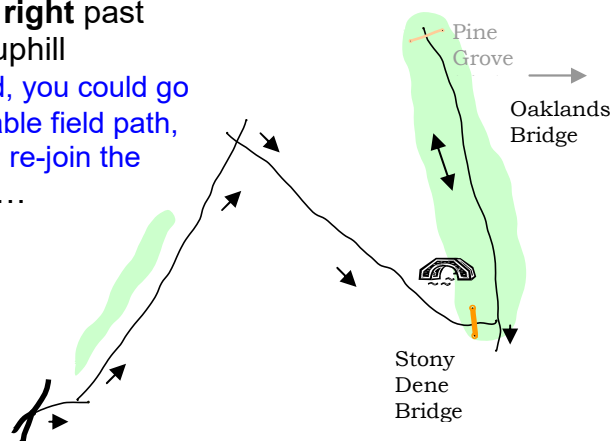 right past
uphill
d, you could go
able field path,
re-join the
…
Pine
Grove
Oaklands
Bridge
Stony
Dene
Bridge